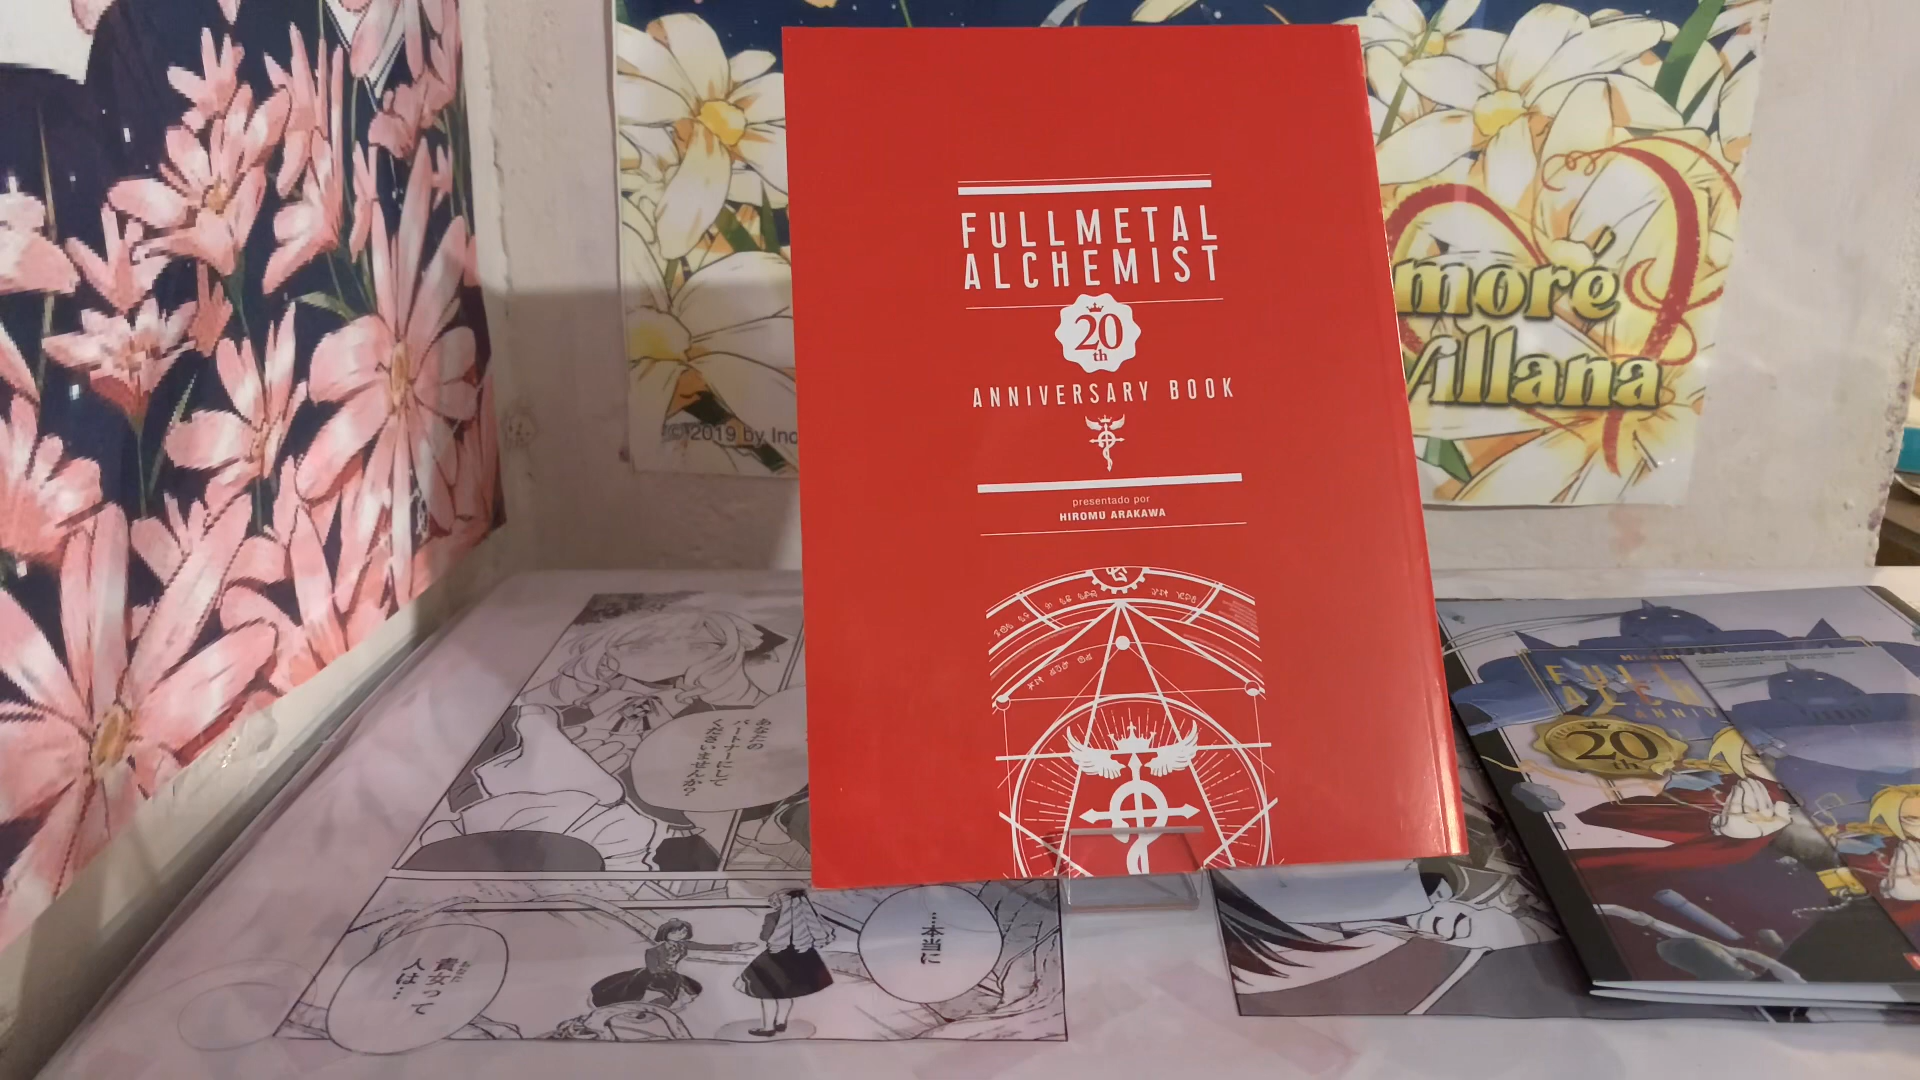 FULLMETAL
ALCHEMIST
20
th
ANNIVERSARY BOOK
presentado por
HIROMU ARAKAWA
moré
Villana
2019 by Inc
あなたの
パートナーにして
くださいませんか?
…本当に
貴女って
人は…
20
th